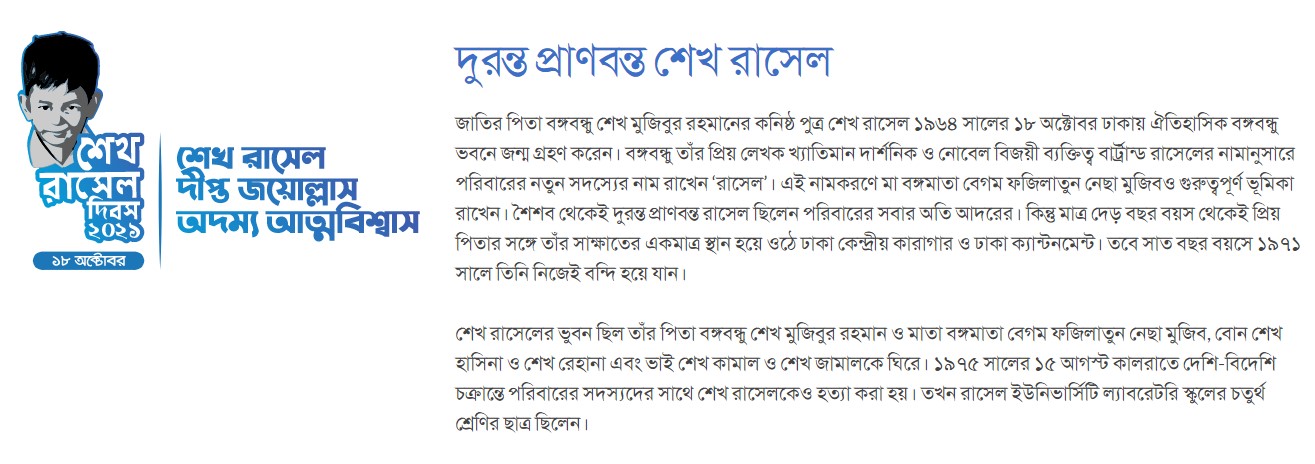 শেখ
রাসেল
দিবস
২০২১
১৮ অক্টোবর
শেখ রাসেল
দীপ্ত জয়োল্লাস
অদম্য আত্মবিশ্বাস
দুরন্ত প্রাণবন্ত শেখ রাসেল
জাতির পিতা বঙ্গবন্ধু শেখ মুজিবুর রহমানের কনিষ্ঠ পুত্র শেখ রাসেল ১৯৬৪ সালের ১৮ অক্টোবর ঢাকায় ঐতিহাসিক বঙ্গবন্ধু
ভবনে জন্ম গ্রহণ করেন। বঙ্গবন্ধু তাঁর প্রিয় লেখক খ্যাতিমান দার্শনিক ও নোবেল বিজয়ী ব্যক্তিত্ব বার্ট্রান্ড রাসেলের নামানুসারে
পরিবারের নতুন সদস্যের নাম রাখেন ‘রাসেল’। এই নামকরণে মা বঙ্গমাতা বেগম ফজিলাতুন নেছা মুজিবও গুরুত্বপূর্ণ ভূমিকা
রাখেন। শৈশব থেকেই দুরন্ত প্রাণবন্ত রাসেল ছিলেন পরিবারের সবার অতি আদরের। কিন্তু মাত্র দেড় বছর বয়স থেকেই প্রিয়
পিতার সঙ্গে তাঁর সাক্ষাতের একমাত্র স্থান হয়ে ওঠে ঢাকা কেন্দ্রীয় কারাগার ও ঢাকা ক্যান্টনমেন্ট। তবে সাত বছর বয়সে ১৯৭১
সালে তিনি নিজেই বন্দি হয়ে যান।
শেখ রাসেলের ভুবন ছিল তাঁর পিতা বঙ্গবন্ধু শেখ মুজিবুর রহমান ও মাতা বঙ্গমাতা বেগম ফজিলাতুন নেছা মুজিব, বোন শেখ
হাসিনা ও শেখ রেহানা এবং ভাই শেখ কামাল ও শেখ জামালকে ঘিরে। ১৯৭৫ সালের ১৫ আগস্ট কালরাতে দেশি-বিদেশি
চক্রান্তে পরিবারের সদস্যদের সাথে শেখ রাসেলকেও হত্যা করা হয়। তখন রাসেল ইউনিভার্সিটি ল্যাবরেটরি স্কুলের চতুর্থ
শ্রেণির ছাত্র ছিলেন।